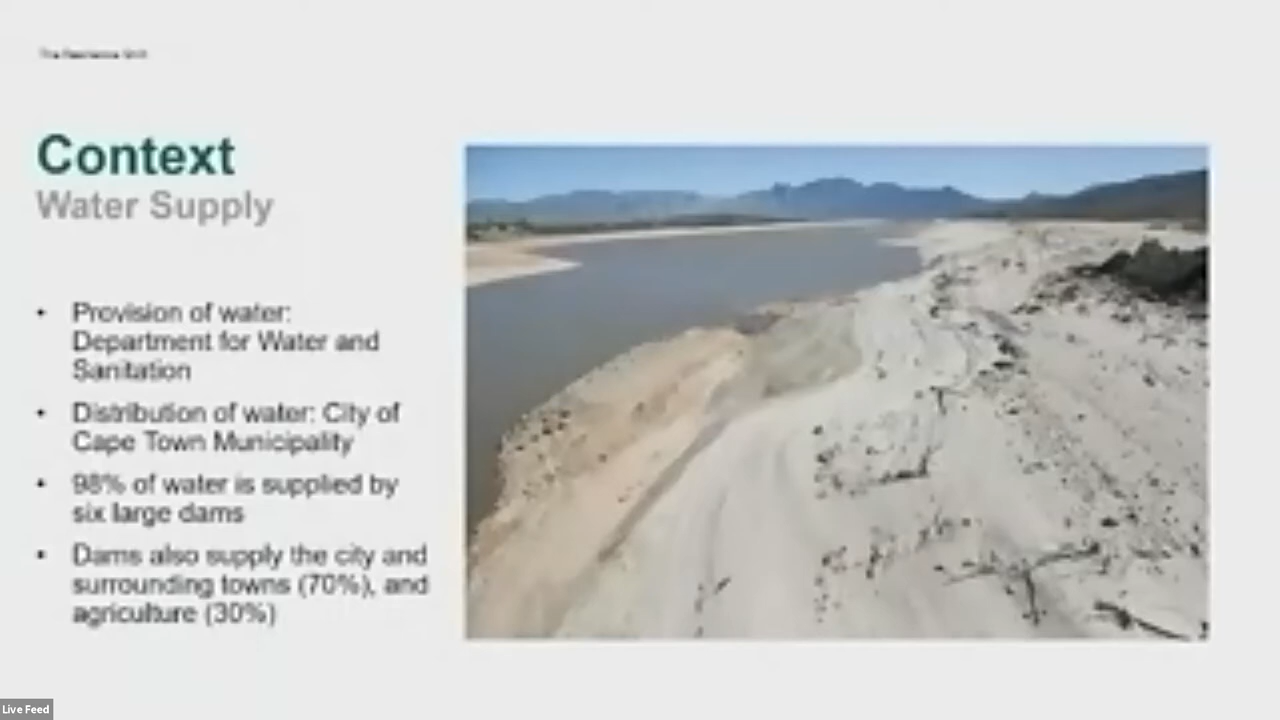 Context
Water Supply
• Provision of water:
Department for Water and
Sanitation
• Distribution of water: City of
Cape Town Municipality
• 98% of water is supplied by
six large dams
• Dams also supply the city and
surrounding towns (70%), and
agriculture (30%)
Live Feed